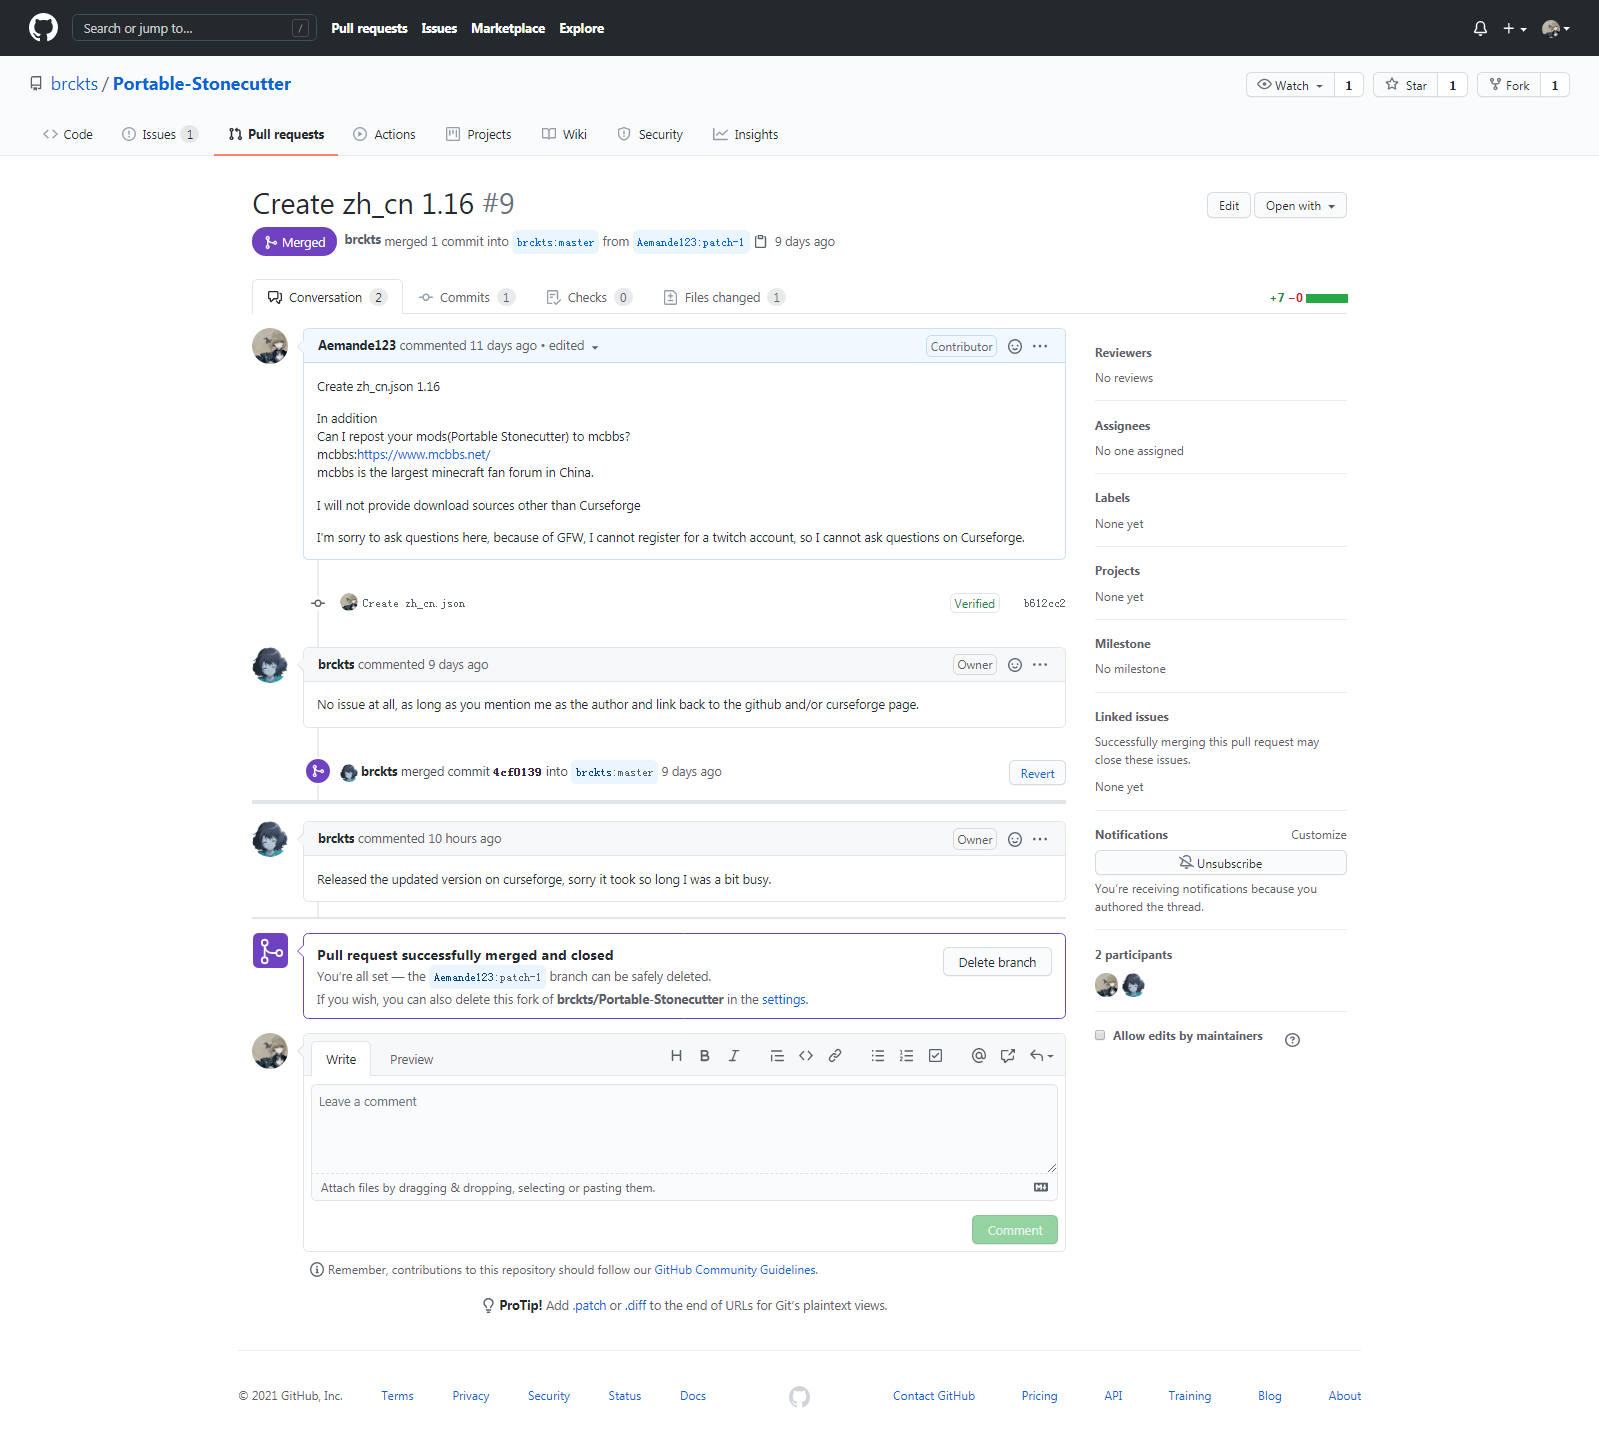 Search or jump to... /
Pull requests Issues Marketplace Explore
brckts / Portable-Stonecutter
Watch 1 Star 1 Fork 1
Code Issues 1 Pull requests Actions Projects Wiki Security Insights
Create zh_cn 1.16 #9
Edit Open with
Merged brckts merged 1 commit into brckts:master from Aemande123:patch-1 9 days ago
Conversation 2 Commits 1 Checks 0 Files changed 1
+7 −0
Aemande123 commented 11 days ago • edited
Contributor
Create zh_cn.json 1.16
In addition
Can I repost your mods(Portable Stonecutter) to mcbbs?
mcbbs:https://www.mcbbs.net/
mcbbs is the largest minecraft fan forum in China.
I will not provide download sources other than Curseforge
I'm sorry to ask questions here, because of GFW, I cannot register for a twitch account, so I cannot ask questions on Curseforge.
Create zh_cn.json
Verified b612cc2
brckts commented 9 days ago
Owner
No issue at all, as long as you mention me as the author and link back to the github and/or curseforge page.
brckts merged commit 4cf0139 into brckts:master 9 days ago
Revert
brckts commented 10 hours ago
Owner
Released the updated version on curseforge, sorry it took so long I was a bit busy.
Pull request successfully merged and closed
You're all set — the Aemande123:patch-1 branch can be safely deleted.
If you wish, you can also delete this fork of brckts/Portable-Stonecutter in the settings.
Delete branch
Write Preview
H B I
Leave a comment
Attach files by dragging & dropping, selecting or pasting them.
Comment
Remember, contributions to this repository should follow our GitHub Community Guidelines.
ProTip! Add .patch or .diff to the end of URLs for Git's plaintext views.
Reviewers
No reviews
Assignees
No one assigned
Labels
None yet
Projects
None yet
Milestone
No milestone
Linked issues
Successfully merging this pull request may
close these issues.
None yet
Notifications Customize
Unsubscribe
You're receiving notifications because you
authored the thread.
2 participants
Allow edits by maintainers
© 2021 GitHub, Inc. Terms Privacy Security Status Docs Contact GitHub Pricing API Training Blog About